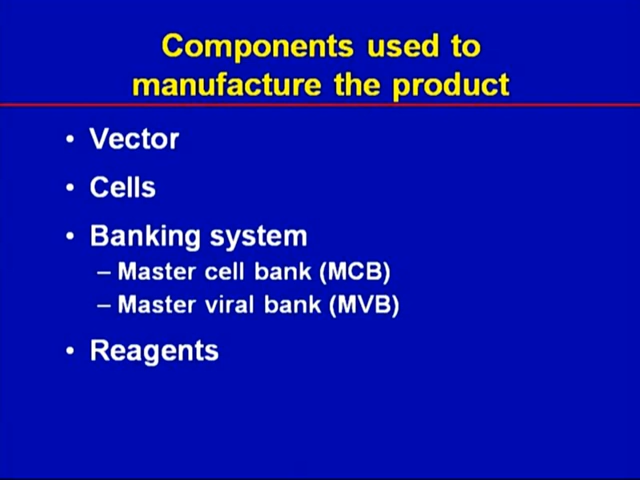 Components used to
manufacture the product
• Vector
• Cells
• Banking system
– Master cell bank (MCB)
– Master viral bank (MVB)
• Reagents